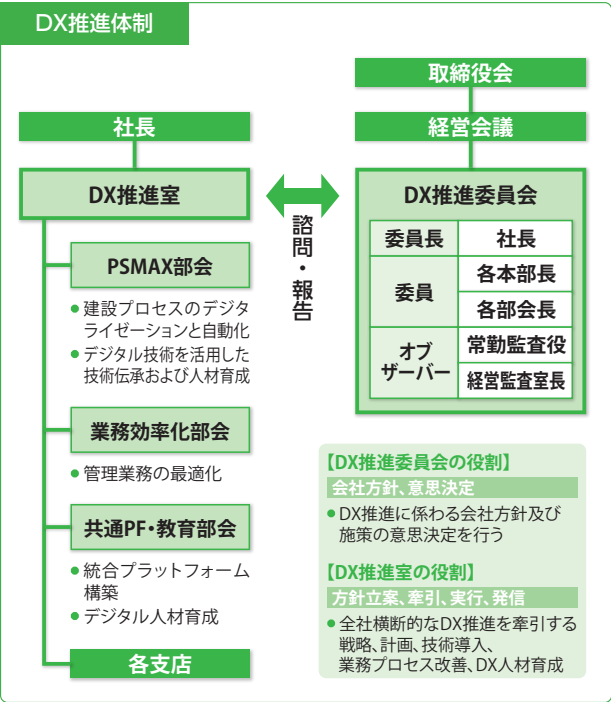 DX推進体制
社長
DX推進室
PSMAX部会
●建設プロセスのデジタ
ライゼーションと自動化
●デジタル技術を活用した
技術伝承および人材育成
業務効率化部会
●管理業務の最適化
共通PF・教育部会
●統合プラットフォーム
構築
●デジタル人材育成
各支店
諮問・報告
取締役会
経営会議
DX推進委員会
委員長 社長
委員 各本部長
各部会長
オブ
ザーバー
常勤監査役
経営監査室長
【DX推進委員会の役割】
会社方針、意思決定
●DX推進に係わる会社方針及び
施策の意思決定を行う
【DX推進室の役割】
方針立案、牽引、実行、発信
●全社横断的なDX推進を牽引する
戦略、計画、技術導入、
業務プロセス改善、DX人材育成